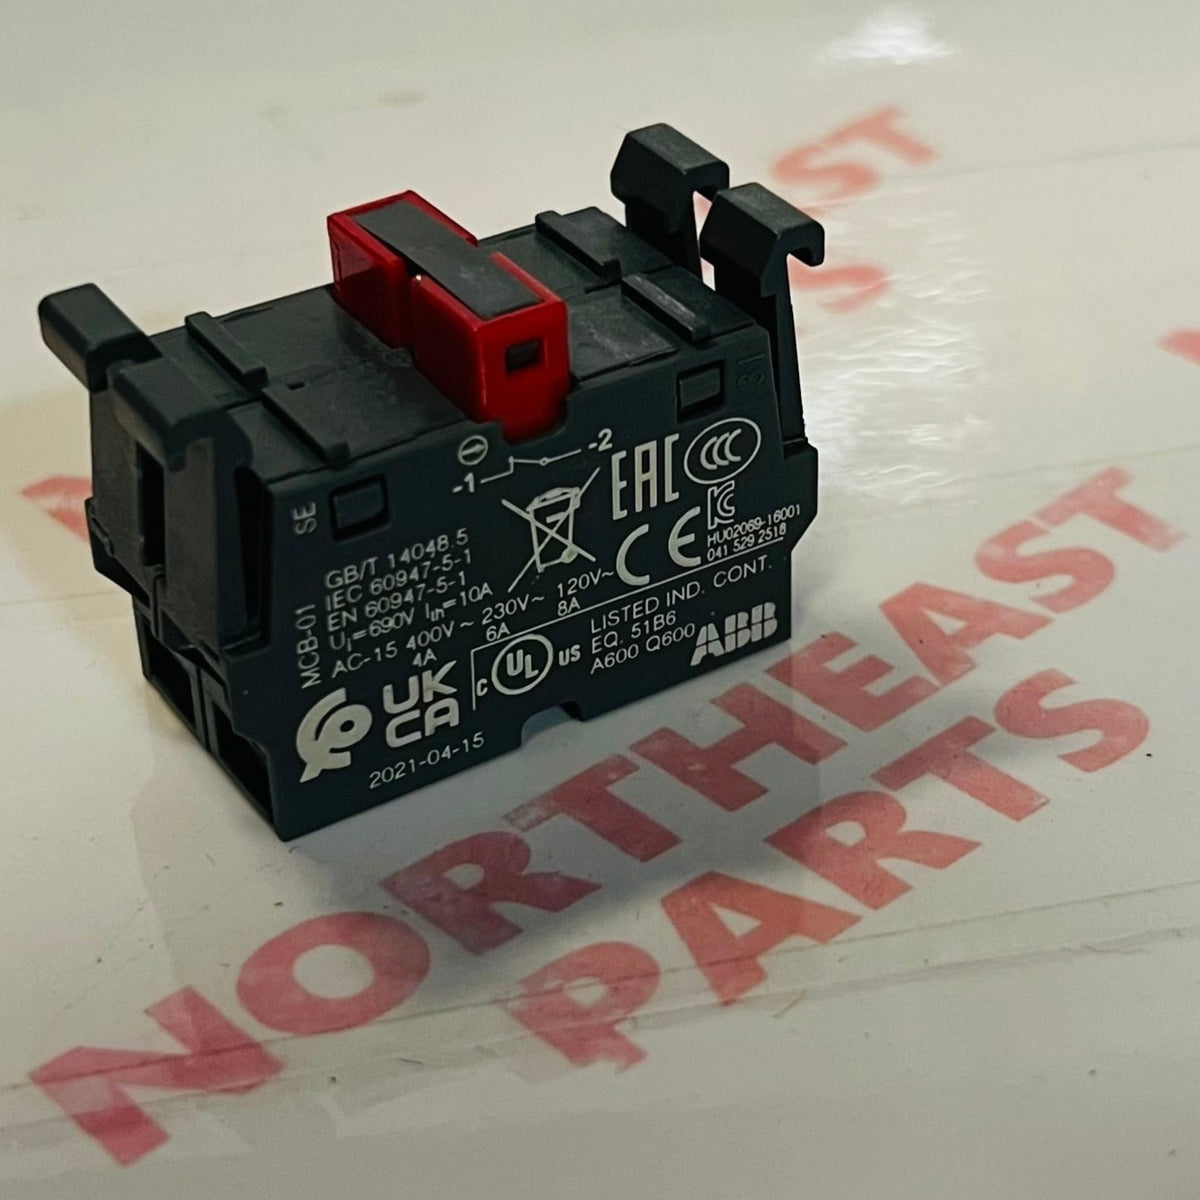 -1 -2
SE
MCB-01
GB/T 14048.5
IEC 60947-5-1
EN 60947-5-1
Ui=690V Ith=10A
AC-15 400V~ 230V~ 120V~
4A 6A 8A
EAC
CCC
KC
CE
HU02069-16001
041 529 2518
UK
CA
2021-04-15
c UL US
LISTED IND. CONT.
EQ. 51B6
A600 Q600
ABB
NORTHEAST
PARTS